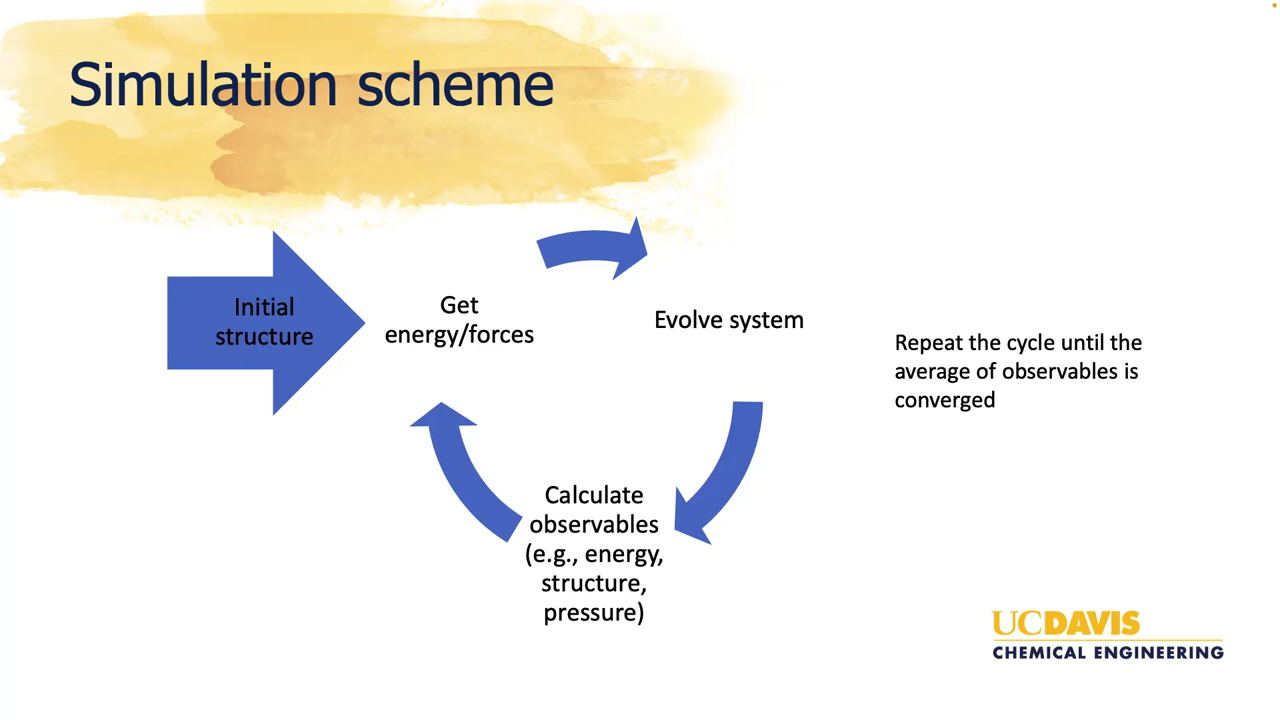 Simulation scheme
Initial
structure
Get
energy/forces
Evolve system
Repeat the cycle until the
average of observables is
converged
Calculate
observables
(e.g., energy,
structure,
pressure)
UCDAVIS
CHEMICAL ENGINEERING